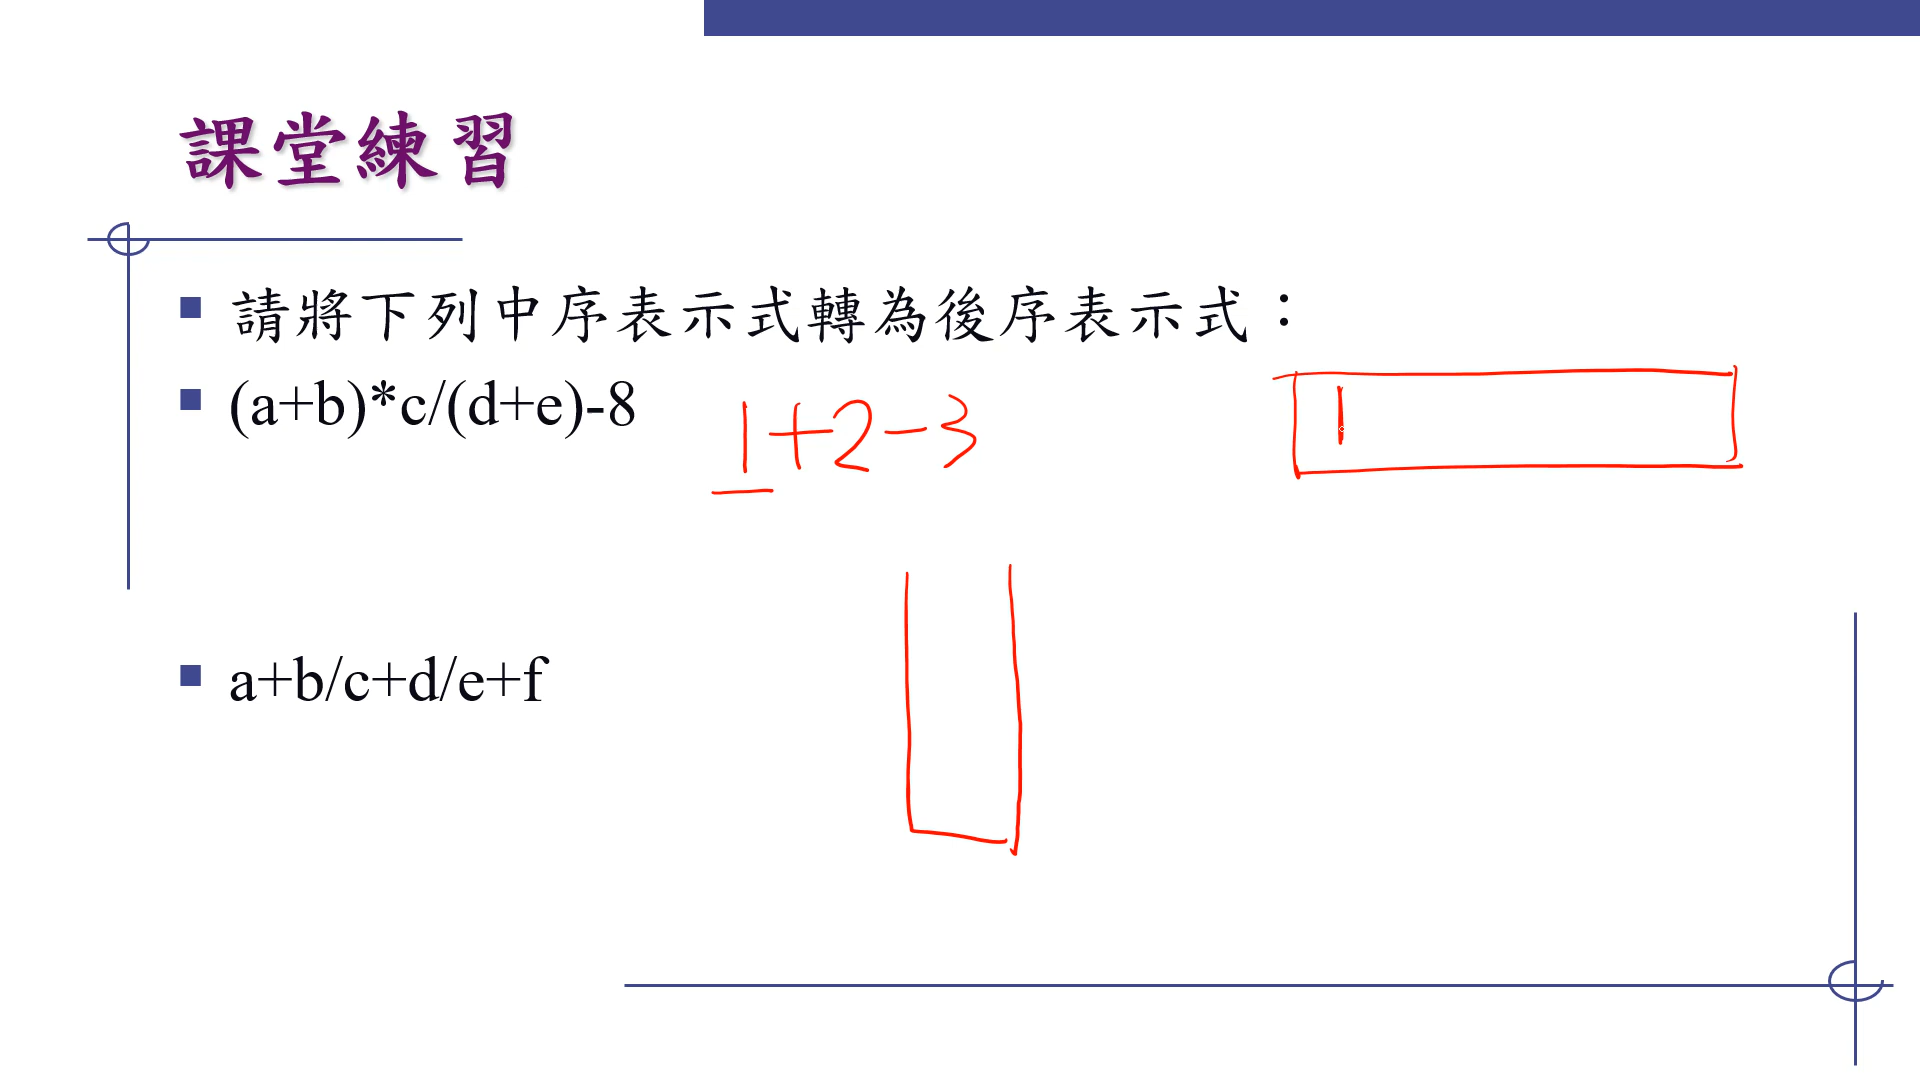 課堂練習
請將下列中序表示式轉為後序表示式：
(a+b)*c/(d+e)-8
1+2-3
1
a+b/c+d/e+f